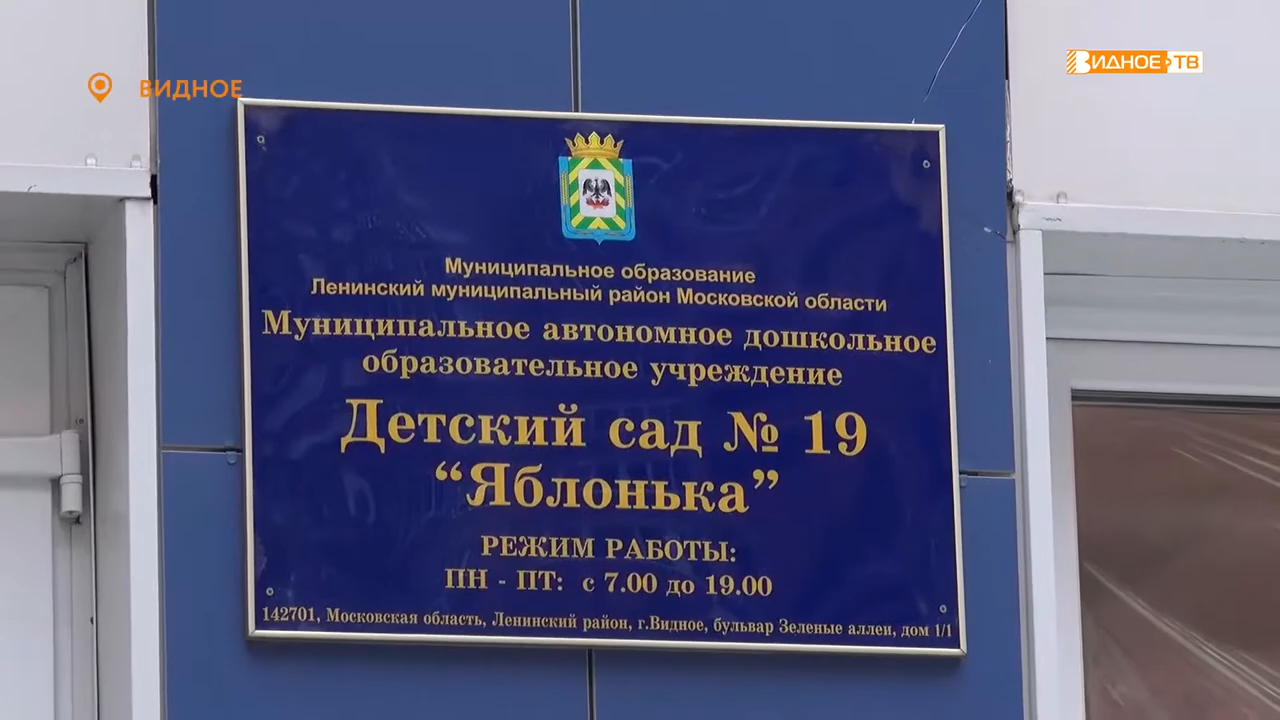 ВИДНОЕ
ВИДНОЕ ТВ
Муниципальное образование
Ленинский муниципальный район Московской области
Муниципальное автономное дошкольное
образовательное учреждение
Детский сад № 19
“Яблонька”
РЕЖИМ РАБОТЫ:
ПН - ПТ: с 7.00 до 19.00
142701, Московская область, Ленинский район, г.Видное, бульвар Зеленые аллеи, дом 1/1